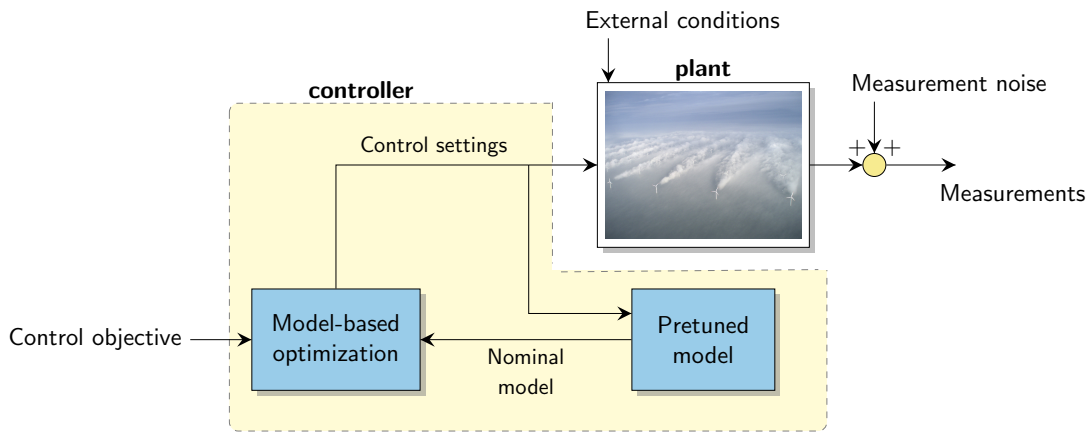 External conditions
plant
controller
Measurement noise
Control settings
+ +
Measurements
Control objective
Model-based
optimization
Nominal
model
Pretuned
model